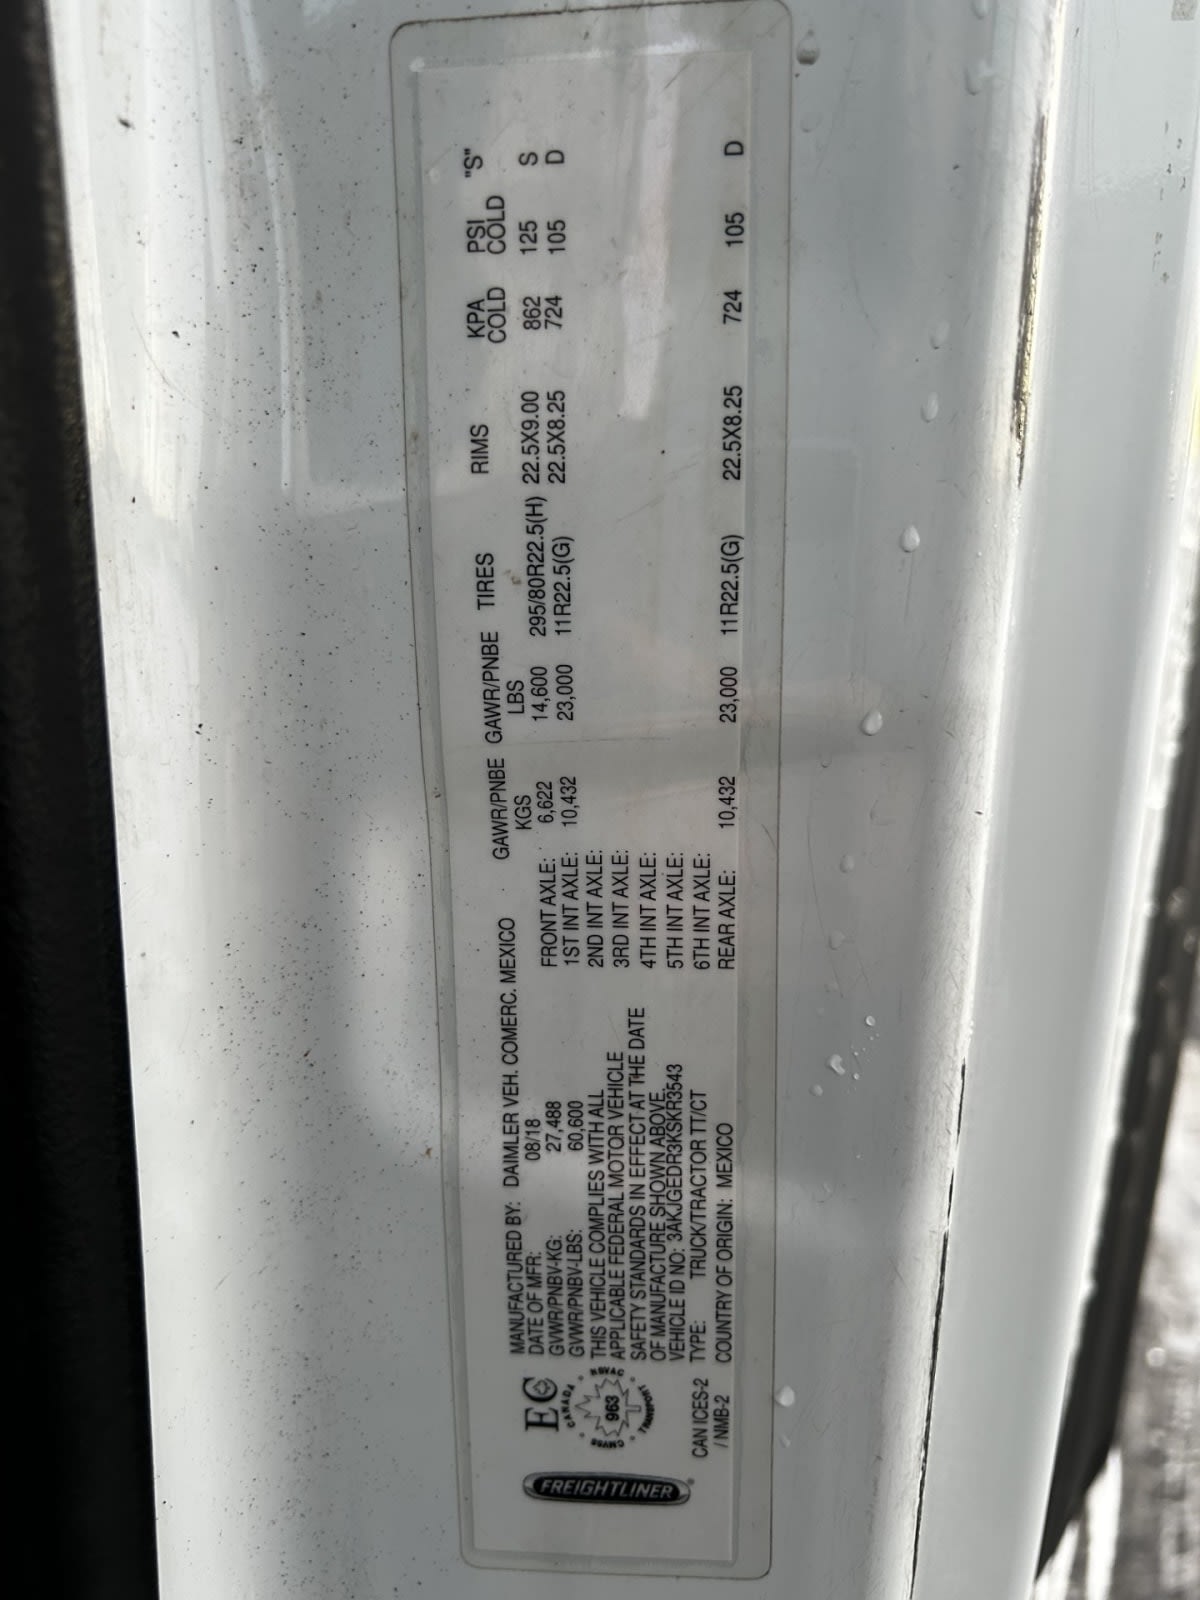 FREIGHTLINER
EC
CANADA · NSVAC · TRANSPORT · CMVSS
963
CAN ICES-2
/ NMB-2
MANUFACTURED BY: DAIMLER VEH. COMERC. MEXICO
DATE OF MFR: 08/18
GVWR/PNBV-KG: 27,488
GVWR/PNBV-LBS: 60,600
THIS VEHICLE COMPLIES WITH ALL
APPLICABLE FEDERAL MOTOR VEHICLE
SAFETY STANDARDS IN EFFECT AT THE DATE
OF MANUFACTURE SHOWN ABOVE.
VEHICLE ID NO: 3AKJGEDR3KSKR3543
TYPE: TRUCK/TRACTOR TT/CT
COUNTRY OF ORIGIN: MEXICO
GAWR/PNBE GAWR/PNBE TIRES RIMS KPA PSI "S"
KGS LBS COLD COLD
FRONT AXLE: 6,622 14,600 295/80R22.5(H) 22.5X9.00 862 125 S
1ST INT AXLE: 10,432 23,000 11R22.5(G) 22.5X8.25 724 105 D
2ND INT AXLE:
3RD INT AXLE:
4TH INT AXLE:
5TH INT AXLE:
6TH INT AXLE:
REAR AXLE: 10,432 23,000 11R22.5(G) 22.5X8.25 724 105 D